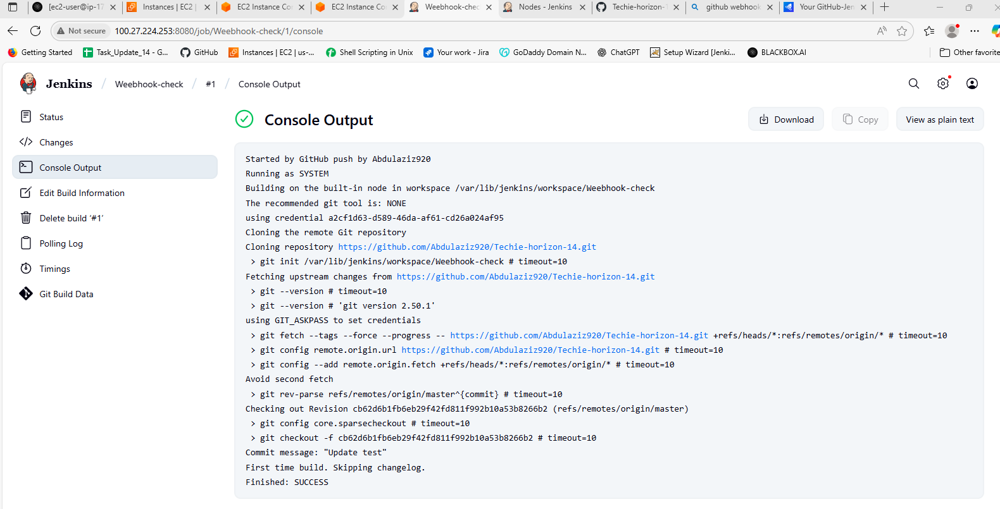 [ec2-user@ip-17
Instances | EC2 |
EC2 Instance Co
EC2 Instance Co
Weebhook-chec
Nodes - Jenkins
Techie-horizon-1
github webhook
Your GitHub-Jen
Not secure
100.27.224.253:8080/job/Weebhook-check/1/console
Getting Started
Task_Update_14 - G...
GitHub
Instances | EC2 | us-...
Shell Scripting in Unix
Your work - Jira
GoDaddy Domain N...
ChatGPT
Setup Wizard [Jenki...
BLACKBOX.AI
Other favorite
Jenkins / Weebhook-check / #1 / Console Output
Status
Changes
Console Output
Edit Build Information
Delete build ‘#1’
Polling Log
Timings
Git Build Data
Console Output
Download
Copy
View as plain text
Started by GitHub push by Abdulaziz920
Running as SYSTEM
Building on the built-in node in workspace /var/lib/jenkins/workspace/Weebhook-check
The recommended git tool is: NONE
using credential a2cf1d63-d589-46da-af61-cd26a024af95
Cloning the remote Git repository
Cloning repository https://github.com/Abdulaziz920/Techie-horizon-14.git
> git init /var/lib/jenkins/workspace/Weebhook-check # timeout=10
Fetching upstream changes from https://github.com/Abdulaziz920/Techie-horizon-14.git
> git --version # timeout=10
> git --version # 'git version 2.50.1'
using GIT_ASKPASS to set credentials
> git fetch --tags --force --progress -- https://github.com/Abdulaziz920/Techie-horizon-14.git +refs/heads/*:refs/remotes/origin/* # timeout=10
> git config remote.origin.url https://github.com/Abdulaziz920/Techie-horizon-14.git # timeout=10
> git config --add remote.origin.fetch +refs/heads/*:refs/remotes/origin/* # timeout=10
Avoid second fetch
> git rev-parse refs/remotes/origin/master^{commit} # timeout=10
Checking out Revision cb62d6b1fb6eb29f42fd811f992b10a53b8266b2 (refs/remotes/origin/master)
> git config core.sparsecheckout # timeout=10
> git checkout -f cb62d6b1fb6eb29f42fd811f992b10a53b8266b2 # timeout=10
Commit message: "Update test"
First time build. Skipping changelog.
Finished: SUCCESS